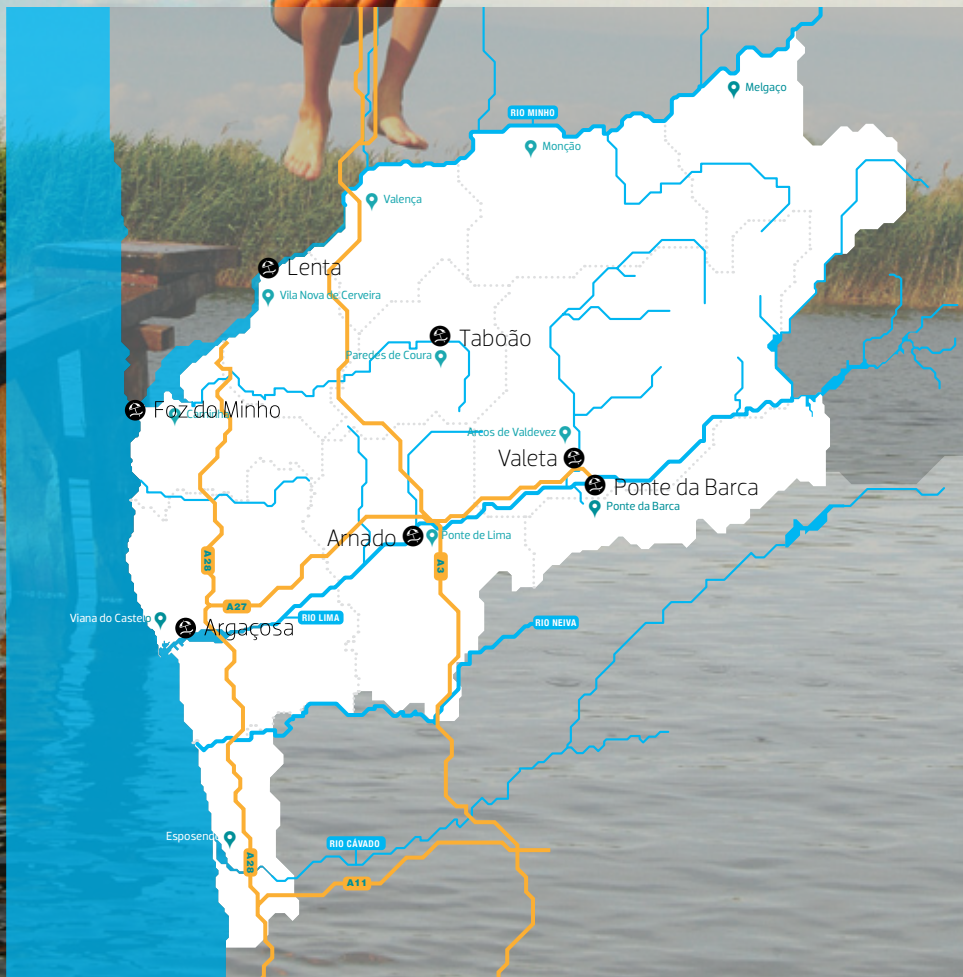 Melgaço
RIO MINHO
Monção
Valença
Lenta
Vila Nova de Cerveira
Taboão
Paredes de Coura
Foz do Minho
Caminha
Arcos de Valdevez
Valeta
Ponte da Barca
Ponte da Barca
Arnado
Ponte de Lima
A28
A3
A27
Viana do Castelo
RIO LIMA
RIO NEIVA
Argaçosa
Esposende
RIO CÁVADO
A28
A11